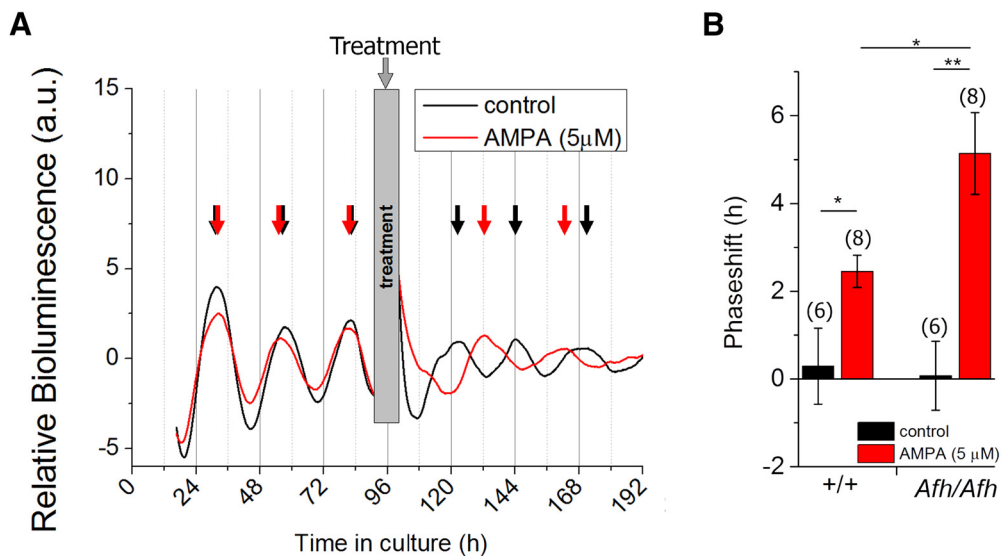 A
Treatment
Relative Bioluminescence (a.u.)
15
10
5
0
-5
control
AMPA (5μM)
treatment
0
24
48
72
96
120
144
168
192
Time in culture (h)
B
*
**
*
(8)
(8)
(6)
(6)
Phaseshift (h)
6
4
2
0
-2
control
AMPA (5 μM)
+/+
Afh/Afh